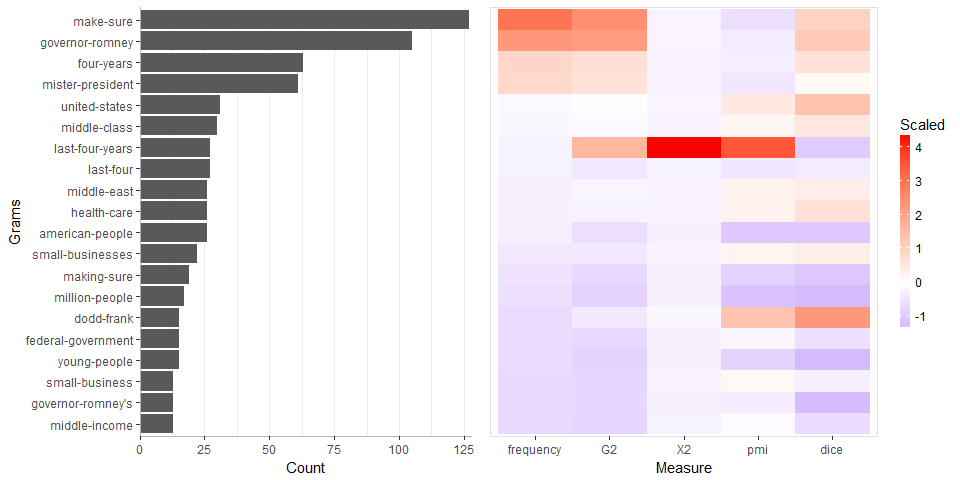 make-sure
governor-romney
four-years
mister-president
united-states
middle-class
last-four-years
last-four
middle-east
health-care
american-people
small-businesses
making-sure
million-people
dodd-frank
federal-government
young-people
small-business
governor-romney's
middle-income
Grams
0 25 50 75 100 125
Count
frequency G2 X2 pmi dice
Measure
Scaled
4
3
2
1
0
-1